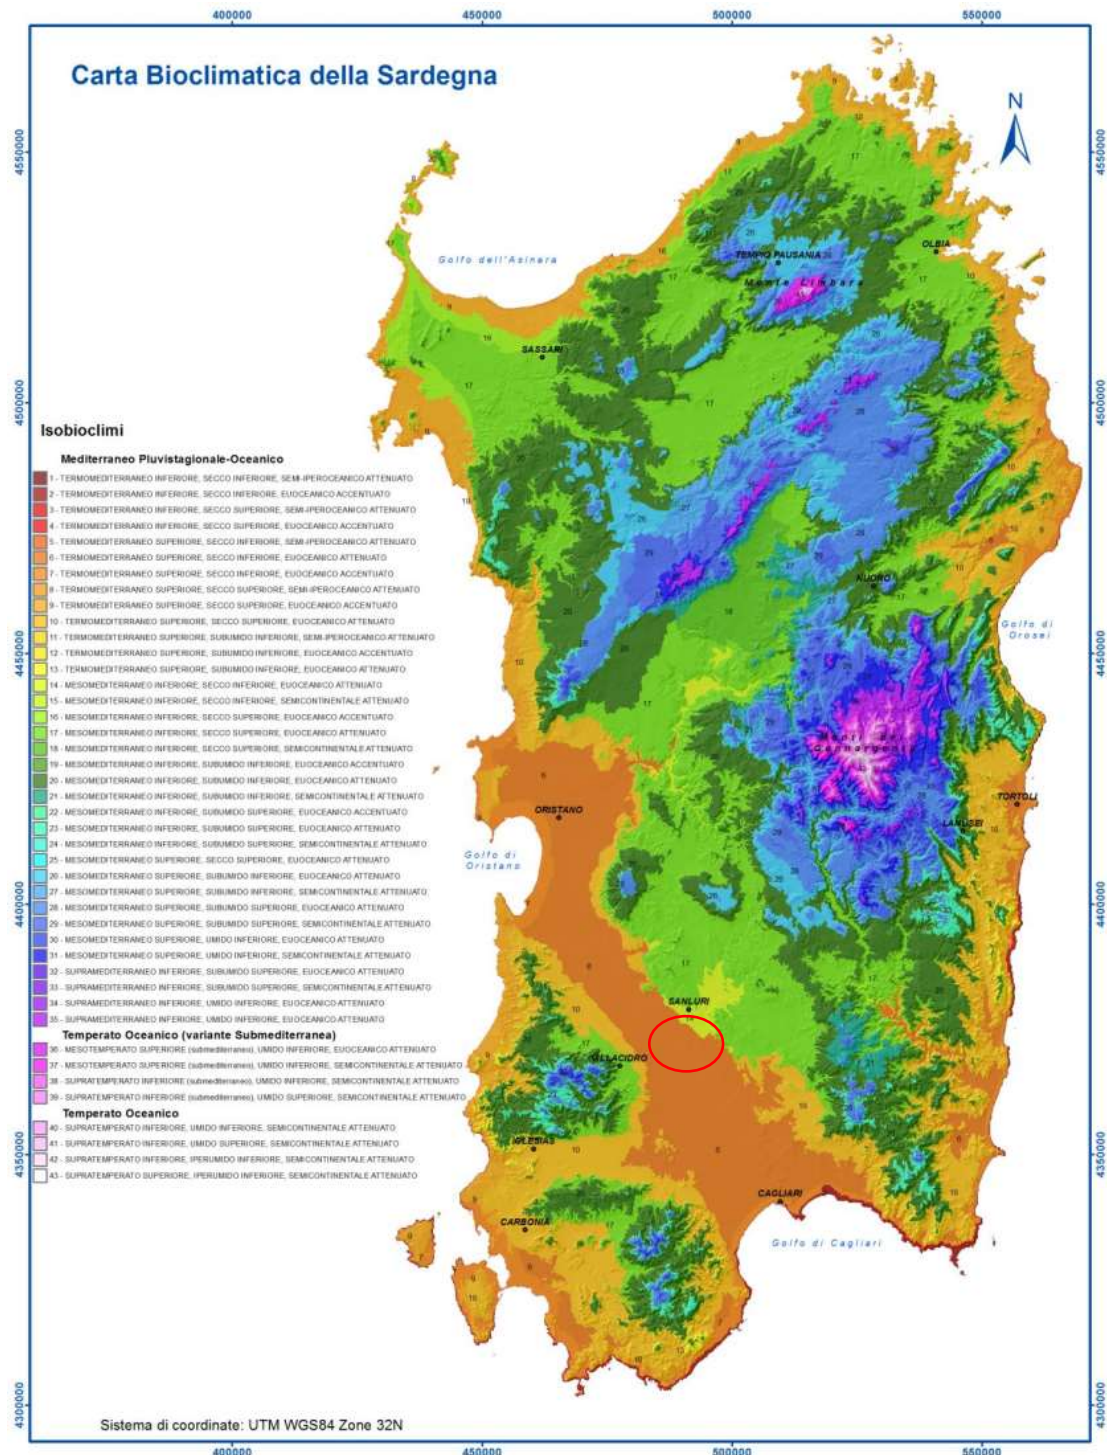 400000 450000 500000 550000
Carta Bioclimatica della Sardegna
N
4550000 4550000
Golfo dell'Asinara
OLBIA
TEMPIO PAUSANIA
Monte Limbara
SASSARI
4500000 4500000
Isobioclimi
Mediterraneo Pluvistagionale-Oceanico
1 - TERMOMEDITERRANEO INFERIORE, SECCO INFERIORE, SEMI-IPEROCEANICO ATTENUATO
2 - TERMOMEDITERRANEO INFERIORE, SECCO INFERIORE, EUOCEANICO ACCENTUATO
3 - TERMOMEDITERRANEO INFERIORE, SECCO SUPERIORE, SEMI-IPEROCEANICO ATTENUATO
4 - TERMOMEDITERRANEO INFERIORE, SECCO SUPERIORE, EUOCEANICO ACCENTUATO
5 - TERMOMEDITERRANEO SUPERIORE, SECCO INFERIORE, SEMI-IPEROCEANICO ATTENUATO
6 - TERMOMEDITERRANEO SUPERIORE, SECCO INFERIORE, EUOCEANICO ATTENUATO
7 - TERMOMEDITERRANEO SUPERIORE, SECCO INFERIORE, EUOCEANICO ACCENTUATO
8 - TERMOMEDITERRANEO SUPERIORE, SECCO SUPERIORE, SEMI-IPEROCEANICO ATTENUATO
9 - TERMOMEDITERRANEO SUPERIORE, SECCO SUPERIORE, EUOCEANICO ACCENTUATO
10 - TERMOMEDITERRANEO SUPERIORE, SECCO SUPERIORE, EUOCEANICO ATTENUATO
11 - TERMOMEDITERRANEO SUPERIORE, SUBUMIDO INFERIORE, SEMI-IPEROCEANICO ATTENUATO
12 - TERMOMEDITERRANEO SUPERIORE, SUBUMIDO INFERIORE, EUOCEANICO ACCENTUATO
13 - TERMOMEDITERRANEO SUPERIORE, SUBUMIDO INFERIORE, EUOCEANICO ATTENUATO
14 - MESOMEDITERRANEO INFERIORE, SECCO INFERIORE, EUOCEANICO ATTENUATO
15 - MESOMEDITERRANEO INFERIORE, SECCO INFERIORE, SEMICONTINENTALE ATTENUATO
16 - MESOMEDITERRANEO INFERIORE, SECCO SUPERIORE, EUOCEANICO ACCENTUATO
17 - MESOMEDITERRANEO INFERIORE, SECCO SUPERIORE, EUOCEANICO ATTENUATO
18 - MESOMEDITERRANEO INFERIORE, SECCO SUPERIORE, SEMICONTINENTALE ATTENUATO
19 - MESOMEDITERRANEO INFERIORE, SUBUMIDO INFERIORE, EUOCEANICO ACCENTUATO
20 - MESOMEDITERRANEO INFERIORE, SUBUMIDO INFERIORE, EUOCEANICO ATTENUATO
21 - MESOMEDITERRANEO INFERIORE, SUBUMIDO INFERIORE, SEMICONTINENTALE ATTENUATO
22 - MESOMEDITERRANEO INFERIORE, SUBUMIDO SUPERIORE, EUOCEANICO ACCENTUATO
23 - MESOMEDITERRANEO INFERIORE, SUBUMIDO SUPERIORE, EUOCEANICO ATTENUATO
24 - MESOMEDITERRANEO INFERIORE, SUBUMIDO SUPERIORE, SEMICONTINENTALE ATTENUATO
25 - MESOMEDITERRANEO SUPERIORE, SECCO SUPERIORE, EUOCEANICO ATTENUATO
26 - MESOMEDITERRANEO SUPERIORE, SUBUMIDO INFERIORE, EUOCEANICO ATTENUATO
27 - MESOMEDITERRANEO SUPERIORE, SUBUMIDO INFERIORE, SEMICONTINENTALE ATTENUATO
28 - MESOMEDITERRANEO SUPERIORE, SUBUMIDO SUPERIORE, EUOCEANICO ATTENUATO
29 - MESOMEDITERRANEO SUPERIORE, SUBUMIDO SUPERIORE, SEMICONTINENTALE ATTENUATO
30 - MESOMEDITERRANEO SUPERIORE, UMIDO INFERIORE, EUOCEANICO ATTENUATO
31 - MESOMEDITERRANEO SUPERIORE, UMIDO INFERIORE, SEMICONTINENTALE ATTENUATO
32 - SUPRAMEDITERRANEO INFERIORE, SUBUMIDO SUPERIORE, EUOCEANICO ATTENUATO
33 - SUPRAMEDITERRANEO INFERIORE, SUBUMIDO SUPERIORE, SEMICONTINENTALE ATTENUATO
34 - SUPRAMEDITERRANEO INFERIORE, UMIDO INFERIORE, EUOCEANICO ATTENUATO
35 - SUPRAMEDITERRANEO INFERIORE, UMIDO INFERIORE, EUOCEANICO ATTENUATO
Temperato Oceanico (variante Submediterranea)
36 - MESOTEMPERATO SUPERIORE (submediterraneo), UMIDO INFERIORE, EUOCEANICO ATTENUATO
37 - MESOTEMPERATO SUPERIORE (submediterraneo), UMIDO INFERIORE, SEMICONTINENTALE ATTENUATO
38 - SUPRATEMPERATO INFERIORE (submediterraneo), UMIDO INFERIORE, SEMICONTINENTALE ATTENUATO
39 - SUPRATEMPERATO INFERIORE (submediterraneo), UMIDO SUPERIORE, SEMICONTINENTALE ATTENUATO
Temperato Oceanico
40 - SUPRATEMPERATO INFERIORE, UMIDO INFERIORE, SEMICONTINENTALE ATTENUATO
41 - SUPRATEMPERATO INFERIORE, UMIDO SUPERIORE, SEMICONTINENTALE ATTENUATO
42 - SUPRATEMPERATO INFERIORE, IPERUMIDO INFERIORE, SEMICONTINENTALE ATTENUATO
43 - SUPRATEMPERATO SUPERIORE, IPERUMIDO INFERIORE, SEMICONTINENTALE ATTENUATO
NUORO
Golfo di
Orosei
4450000 4450000
Monti del
Gennargentu
ORISTANO
TORTOLI
LANUSEI
Golfo di
Oristano
4400000 4400000
SANLURI
VILLACIDRO
IGLESIAS
4350000 4350000
CAGLIARI
CARBONIA
Golfo di Cagliari
4300000 4300000
Sistema di coordinate: UTM WGS84 Zone 32N
400000 450000 500000 550000